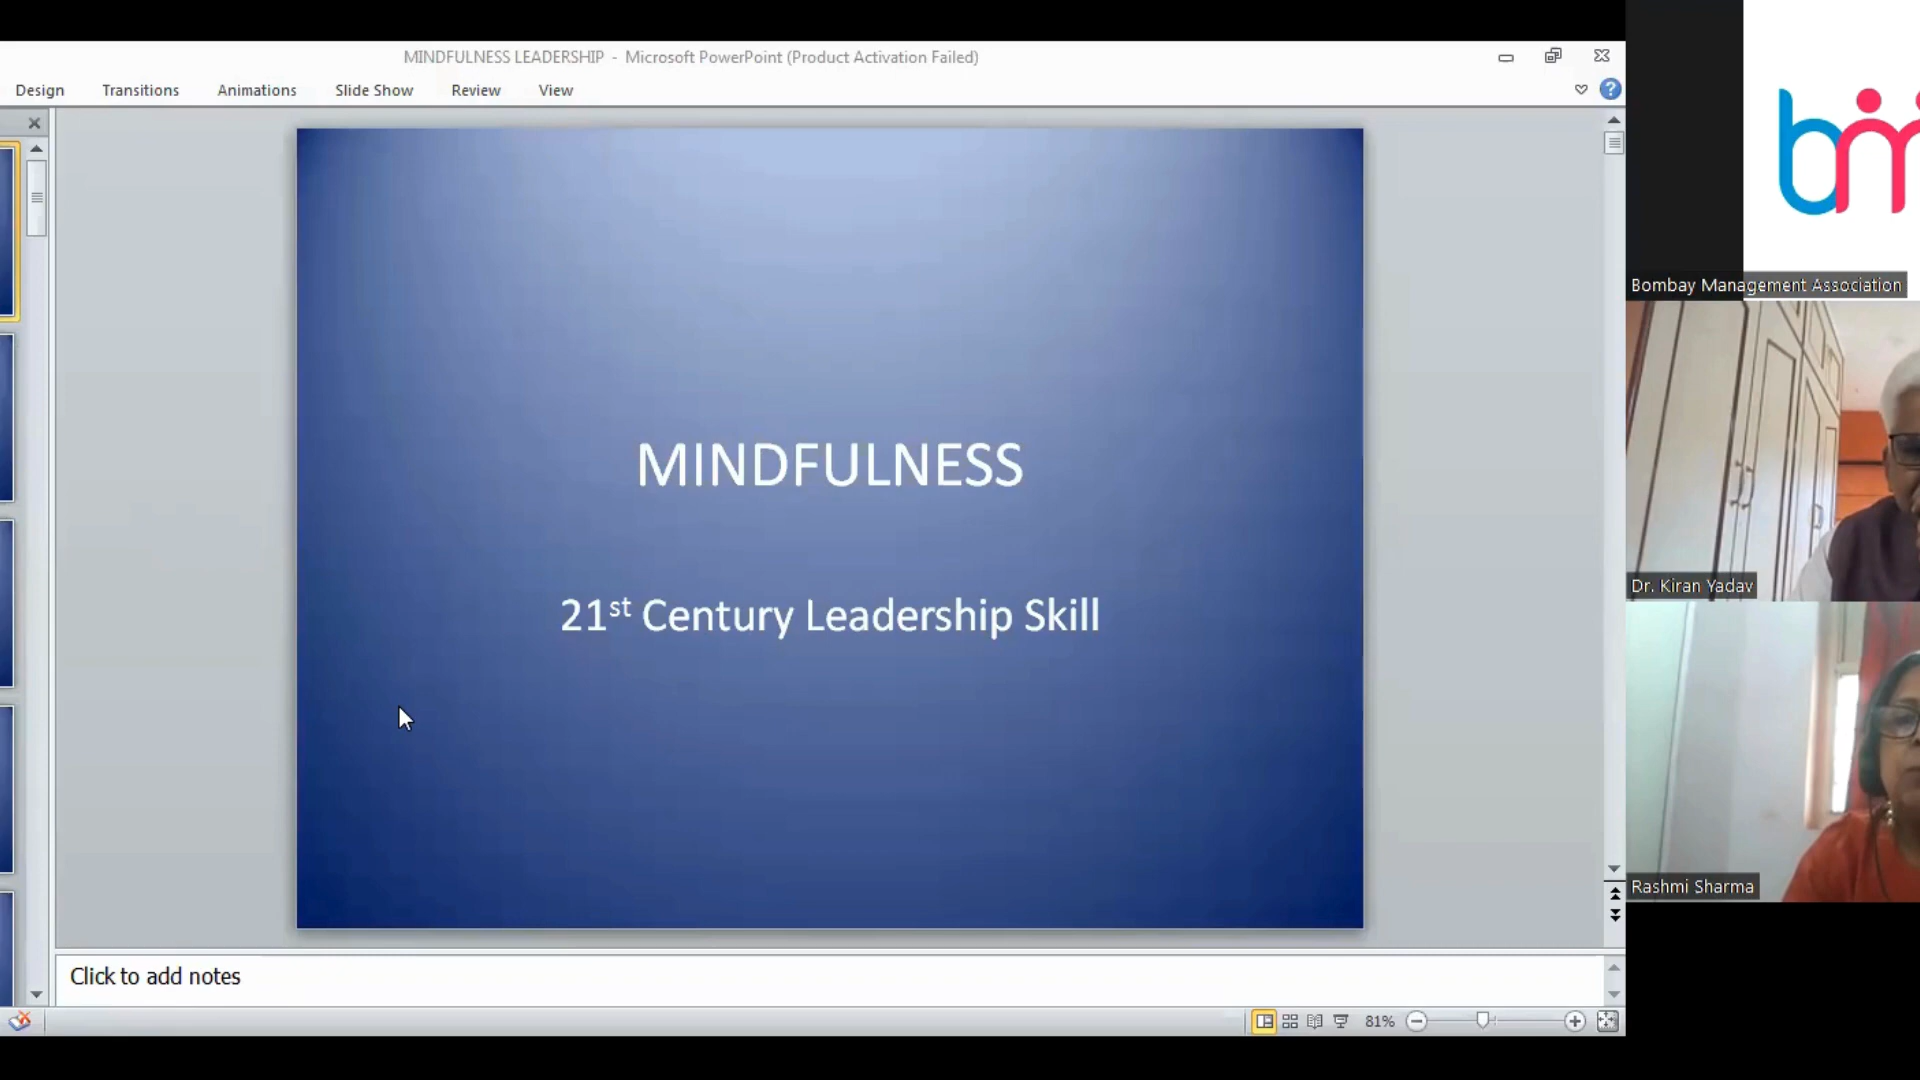 MINDFULNESS LEADERSHIP - Microsoft PowerPoint (Product Activation Failed)
Design Transitions Animations Slide Show Review View
MINDFULNESS
21st Century Leadership Skill
Click to add notes
81%
bm
Bombay Management Association
Dr. Kiran Yadav
Rashmi Sharma